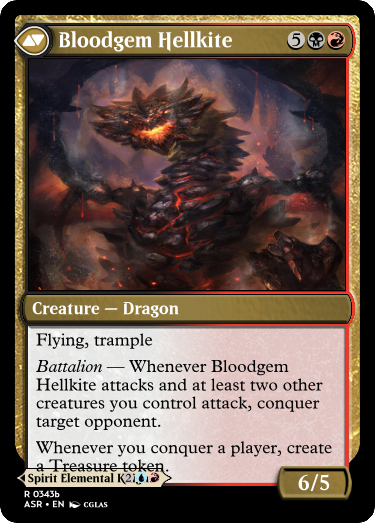 Bloodgem Hellkite 5
Creature — Dragon
Flying, trample
Battalion — Whenever Bloodgem
Hellkite attacks and at least two other
creatures you control attack, conquer
target opponent.
Whenever you conquer a player, create
a Treasure token.
Spirit Elemental 2
6/5
R 0343b
ASR • EN CGLAS